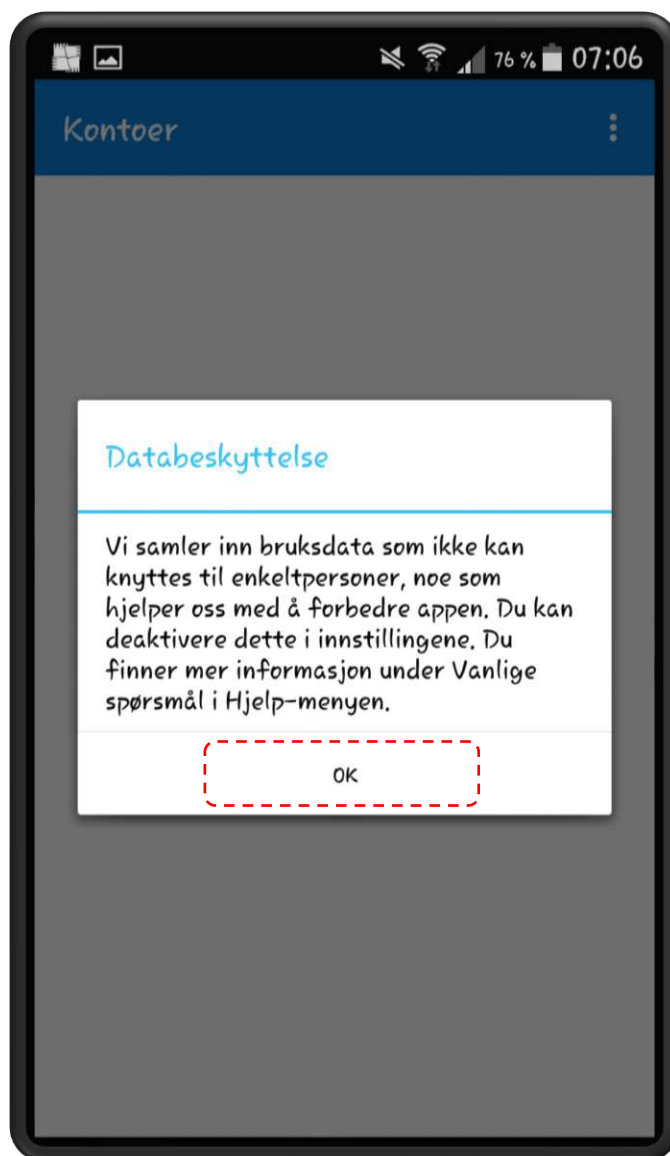 76 % 07:06
Kontoer
Databeskyttelse
Vi samler inn bruksdata som ikke kan
knyttes til enkeltpersoner, noe som
hjelper oss med å forbedre appen. Du kan
deaktivere dette i innstillingene. Du
finner mer informasjon under Vanlige
spørsmål i Hjelp-menyen.
OK